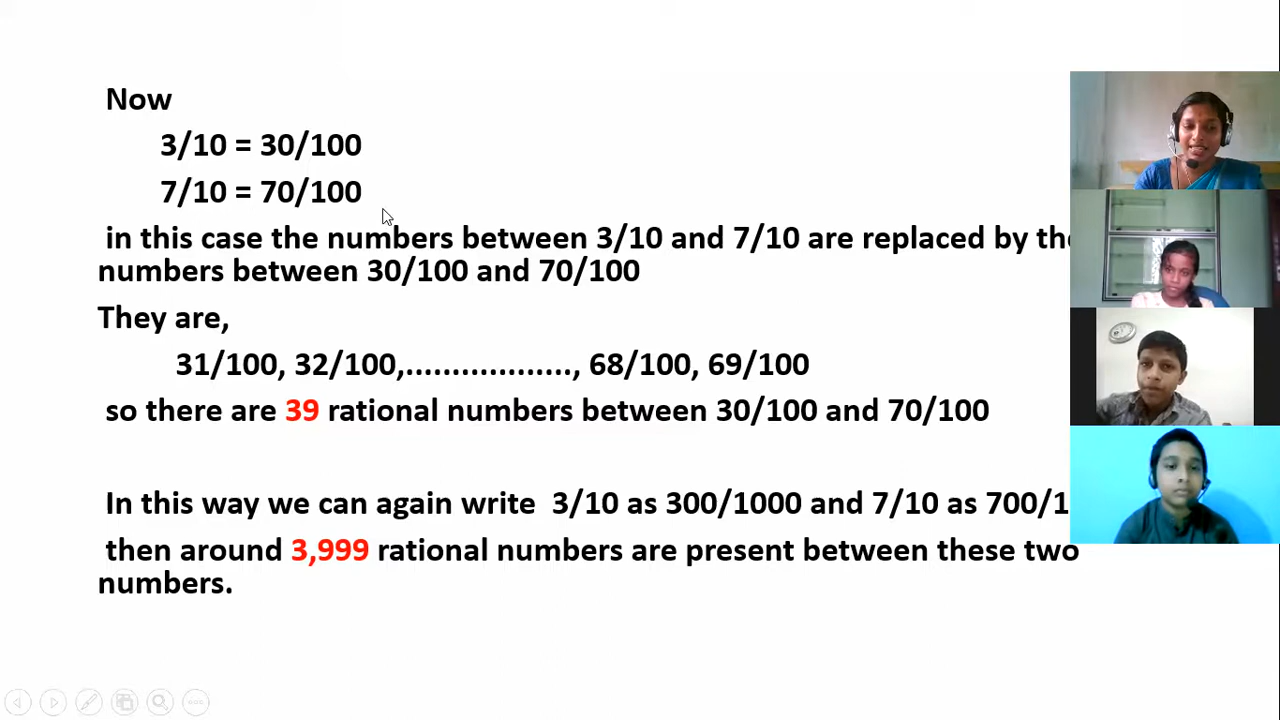 Now
3/10 = 30/100
7/10 = 70/100
in this case the numbers between 3/10 and 7/10 are replaced by the
numbers between 30/100 and 70/100
They are,
31/100, 32/100,..................., 68/100, 69/100
so there are 39 rational numbers between 30/100 and 70/100
In this way we can again write 3/10 as 300/1000 and 7/10 as 700/1
then around 3,999 rational numbers are present between these two
numbers.